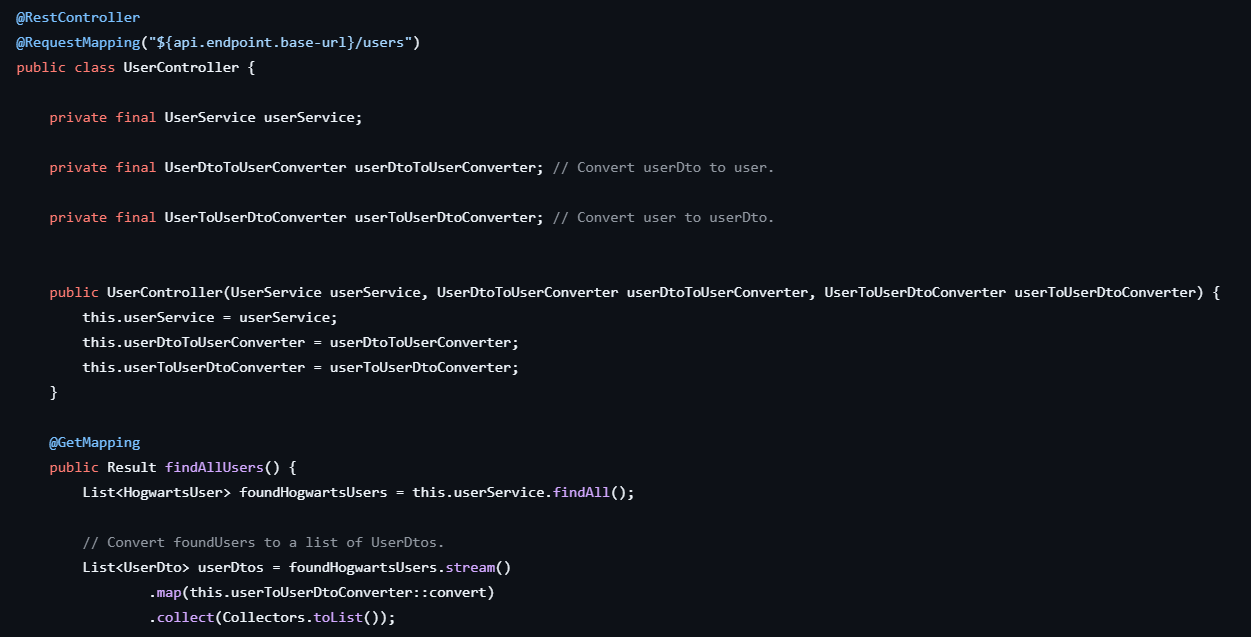 @RestController
@RequestMapping("${api.endpoint.base-url}/users")
public class UserController {
private final UserService userService;
private final UserDtoToUserConverter userDtoToUserConverter; // Convert userDto to user.
private final UserToUserDtoConverter userToUserDtoConverter; // Convert user to userDto.
public UserController(UserService userService, UserDtoToUserConverter userDtoToUserConverter, UserToUserDtoConverter userToUserDtoConverter) {
this.userService = userService;
this.userDtoToUserConverter = userDtoToUserConverter;
this.userToUserDtoConverter = userToUserDtoConverter;
}
@GetMapping
public Result findAllUsers() {
List<HogwartsUser> foundHogwartsUsers = this.userService.findAll();
// Convert foundUsers to a list of UserDtos.
List<UserDto> userDtos = foundHogwartsUsers.stream()
.map(this.userToUserDtoConverter::convert)
.collect(Collectors.toList());